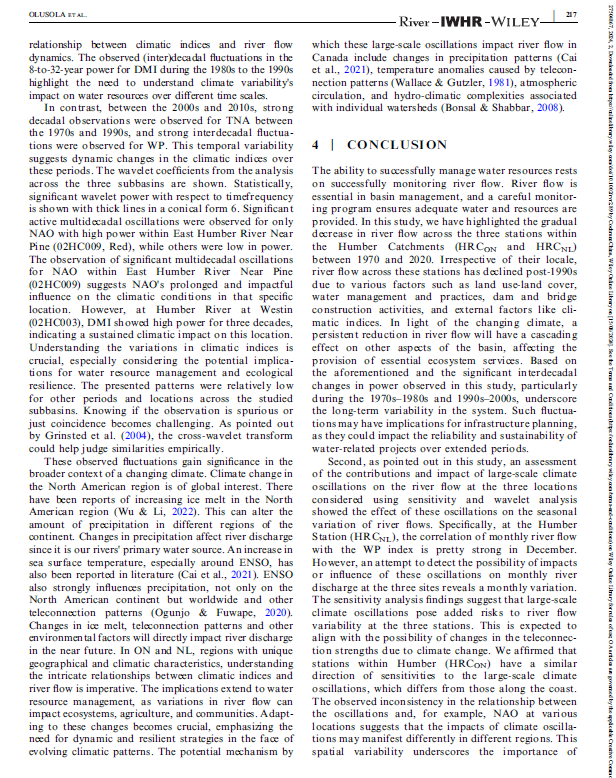 OLUSOLA ET AL.
River-IWHR-WILEY
217
relationship between climatic indices and river flow
dynamics. The observed (inter)decadal fluctuations in the
8-to-32-year power for DMI during the 1980s to the 1990s
highlight the need to understand climate variability's
impact on water resources over different time scales.
In contrast, between the 2000s and 2010s, strong
decadal observations were observed for TNA between
the 1970s and 1990s, and strong interdecadal fluctua-
tions were observed for WP. This temporal variability
suggests dynamic changes in the climatic indices over
these periods. The wavelet coefficients from the analysis
across the three subbasins are shown. Statistically,
significant wavelet power with respect to timefrequency
is shown with thick lines in a conical form 6. Significant
active multidecadal oscillations were observed for only
NAO with high power within East Humber River Near
Pine (02HC009, Red), while others were low in power.
The observation of significant multidecadal oscillations
for NAO within East Humber River Near Pine
(02HC009) suggests NAO's prolonged and impactful
influence on the climatic conditions in that specific
location. However, at Humber River at Westin
(02HC003), DMI showed high power for three decades,
indicating a sustained climatic impact on this location.
Understanding the variations in climatic indices is
crucial, especially considering the potential implica-
tions for water resource management and ecological
resilience. The presented patterns were relatively low
for other periods and locations across the studied
subbasins. Knowing if the observation is spurious or
just coincidence becomes challenging. As pointed out
by Grinsted et al. (2004), the cross-wavelet transform
could help judge similarities empirically.
These observed fluctuations gain significance in the
broader context of a changing climate. Climate change in
the North American region is of global interest. There
have been reports of increasing ice melt in the North
American region (Wu & Li, 2022). This can alter the
amount of precipitation in different regions of the
continent. Changes in precipitation affect river discharge
since it is our rivers' primary water source. An increase in
sea surface temperature, especially around ENSO, has
also been reported in literature (Cai et al., 2021). ENSO
also strongly influences precipitation, not only on the
North American continent but worldwide and other
teleconnection patterns (Ogunjo & Fuwape, 2020).
Changes in ice melt, teleconnection patterns and other
environmental factors will directly impact river discharge
in the near future. In ON and NL, regions with unique
geographical and climatic characteristics, understanding
the intricate relationships between climatic indices and
river flow is imperative. The implications extend to water
resource management, as variations in river flow can
impact ecosystems, agriculture, and communities. Adapt-
ing to these changes becomes crucial, emphasizing the
need for dynamic and resilient strategies in the face of
evolving climatic patterns. The potential mechanism by
which these large-scale oscillations impact river flow in
Canada include changes in precipitation patterns (Cai
et al., 2021), temperature anomalies caused by telecon-
nection patterns (Wallace & Gutzler, 1981), atmospheric
circulation, and hydro-climatic complexities associated
with individual watersheds (Bonsal & Shabbar, 2008).
4 | CONCLUSION
The ability to successfully manage water resources rests
on successfully monitoring river flow. River flow is
essential in basin management, and a careful monitor-
ing program ensures adequate water and resources are
provided. In this study, we have highlighted the gradual
decrease in river flow across the three stations within
the Humber Catchments (HRCON and HRCNL)
between 1970 and 2020. Irrespective of their locale,
river flow across these stations has declined post-1990s
due to various factors such as land use-land cover,
water management and practices, dam and bridge
construction activities, and external factors like cli-
matic indices. In light of the changing climate, a
persistent reduction in river flow will have a cascading
effect on other aspects of the basin, affecting the
provision of essential ecosystem services. Based on
the aforementioned and the significant interdecadal
changes in power observed in this study, particularly
during the 1970s–1980s and 1990s–2000s, underscore
the long-term variability in the system. Such fluctua-
tions may have implications for infrastructure planning,
as they could impact the reliability and sustainability of
water-related projects over extended periods.
Second, as pointed out in this study, an assessment
of the contributions and impact of large-scale climate
oscillations on the river flow at the three locations
considered using sensitivity and wavelet analysis
showed the effect of these oscillations on the seasonal
variation of river flows. Specifically, at the Humber
Station (HRCNL), the correlation of monthly river flow
with the WP index is pretty strong in December.
However, an attempt to detect the possibility of impacts
or influence of these oscillations on monthly river
discharge at the three sites reveals a monthly variation.
The sensitivity analysis findings suggest that large-scale
climate oscillations pose added risks to river flow
variability at the three stations. This is expected to
align with the possibility of changes in the teleconnec-
tion strengths due to climate change. We affirmed that
stations within Humber (HRCON) have a similar
direction of sensitivities to the large-scale climate
oscillations, which differs from those along the coast.
The observed inconsistency in the relationship between
the oscillations and, for example, NAO at various
locations suggests that the impacts of climate oscilla-
tions may manifest differently in different regions. This
spatial variability underscores the importance of